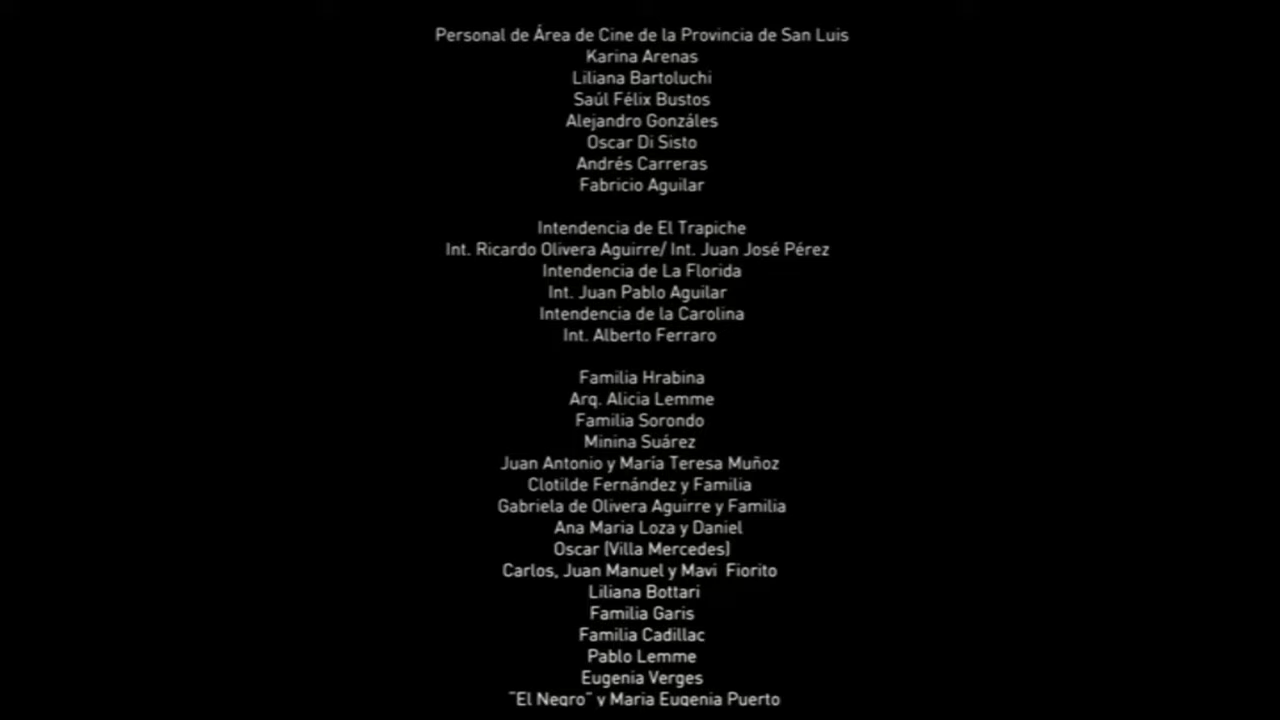 Personal de Área de Cine de la Provincia de San Luis
Karina Arenas
Liliana Bartoluchi
Saúl Félix Bustos
Alejandro Gonzáles
Oscar Di Sisto
Andrés Carreras
Fabricio Aguilar
Intendencia de El Trapiche
Int. Ricardo Olivera Aguirre/ Int. Juan José Pérez
Intendencia de La Florida
Int. Juan Pablo Aguilar
Intendencia de la Carolina
Int. Alberto Ferraro
Familia Hrabina
Arq. Alicia Lemme
Familia Sorondo
Minina Suárez
Juan Antonio y María Teresa Muñoz
Clotilde Fernández y Familia
Gabriela de Olivera Aguirre y Familia
Ana Maria Loza y Daniel
Oscar (Villa Mercedes)
Carlos, Juan Manuel y Mavi  Fiorito
Liliana Bottari
Familia Garis
Familia Cadillac
Pablo Lemme
Eugenia Verges
"El Negro" y Maria Eugenia Puerto